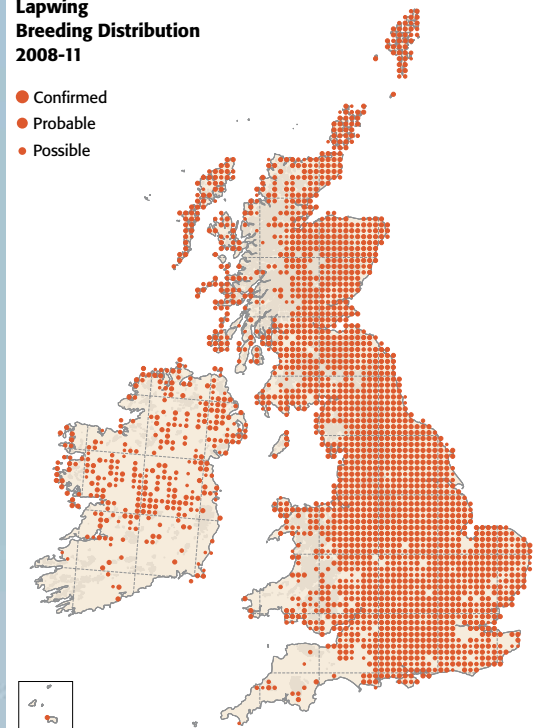 Lapwing
Breeding Distribution
2008-11
Confirmed
Probable
Possible